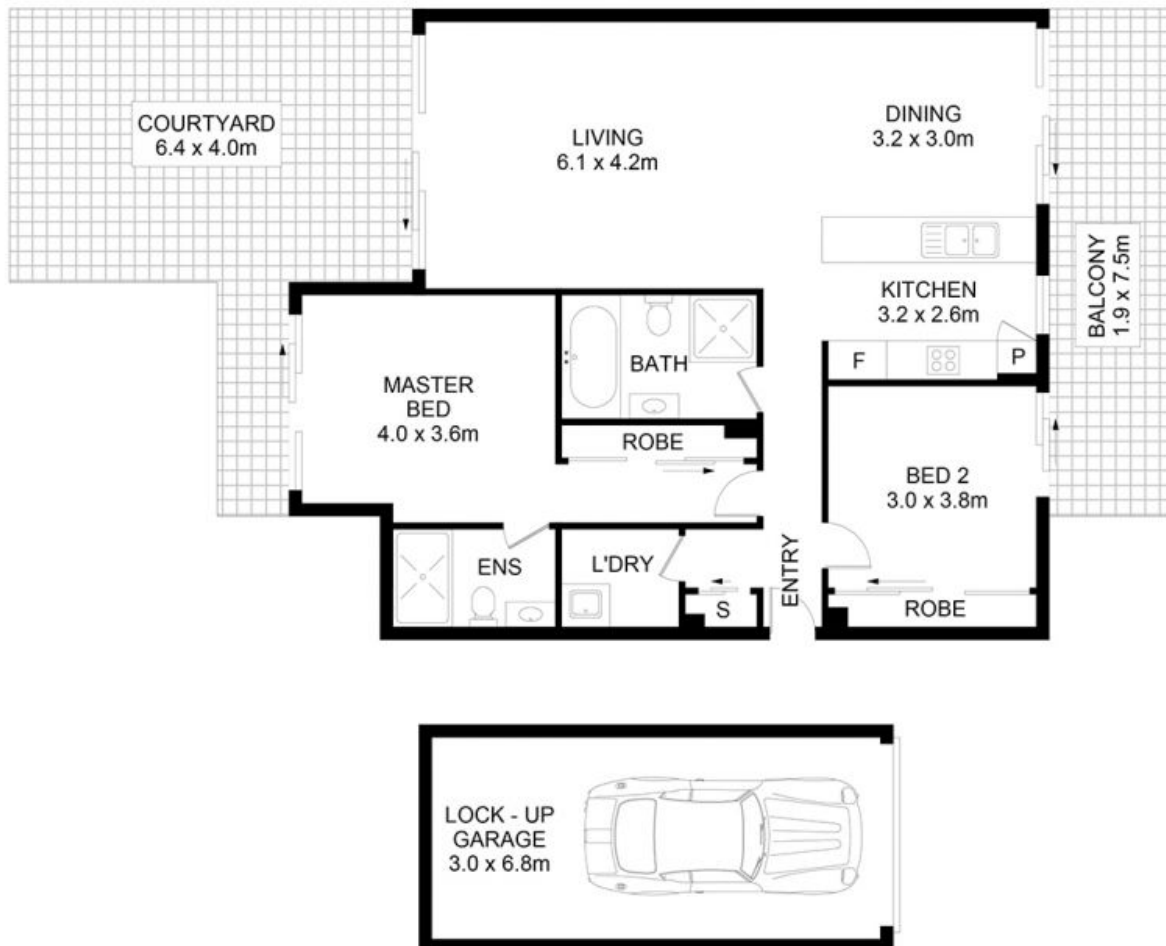 COURTYARD
6.4 x 4.0m
LIVING
6.1 x 4.2m
DINING
3.2 x 3.0m
KITCHEN
3.2 x 2.6m
BALCONY
1.9 x 7.5m
F
P
BATH
MASTER
BED
4.0 x 3.6m
ROBE
BED 2
3.0 x 3.8m
ENS
L'DRY
S
ENTRY
ROBE
LOCK - UP
GARAGE
3.0 x 6.8m